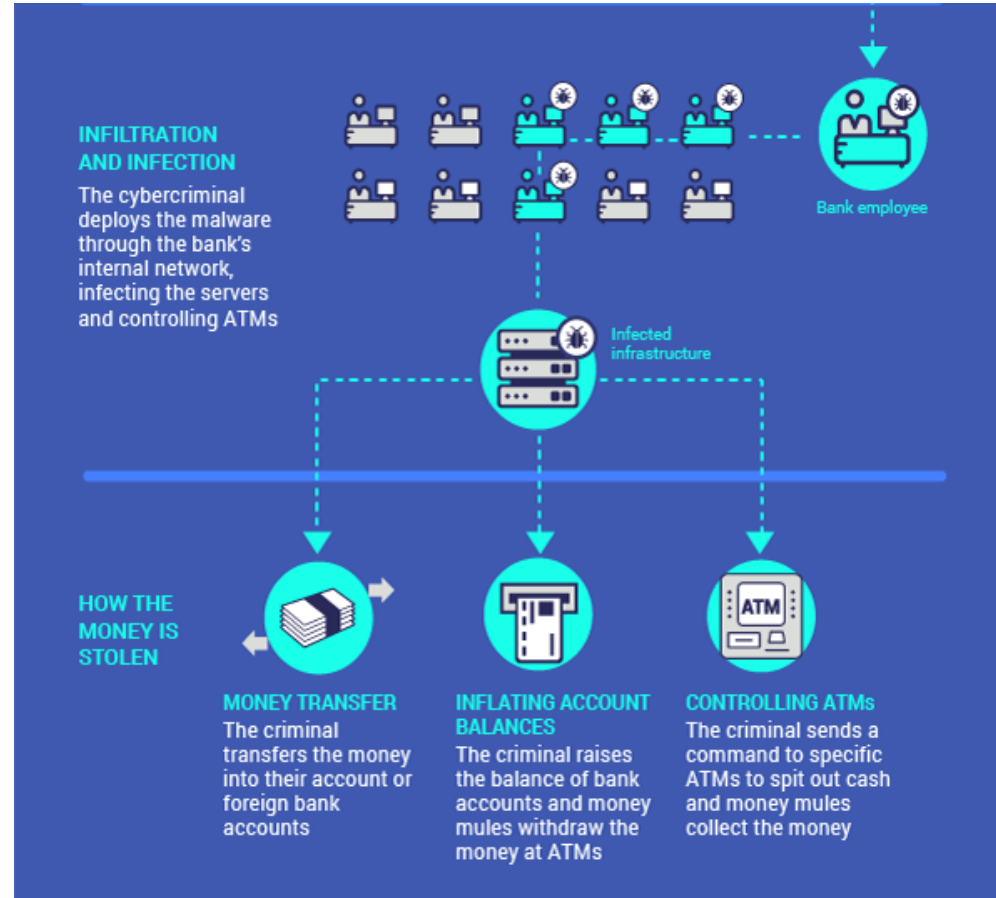 INFILTRATION
AND INFECTION
The cybercriminal
deploys the malware
through the bank's
internal network,
infecting the servers
and controlling ATMs
Bank employee
Infected
infrastructure
HOW THE
MONEY IS
STOLEN
ATM
MONEY TRANSFER
The criminal
transfers the money
into their account or
foreign bank
accounts
INFLATING ACCOUNT
BALANCES
The criminal raises
the balance of bank
accounts and money
mules withdraw the
money at ATMs
CONTROLLING ATMs
The criminal sends a
command to specific
ATMs to spit out cash
and money mules
collect the money